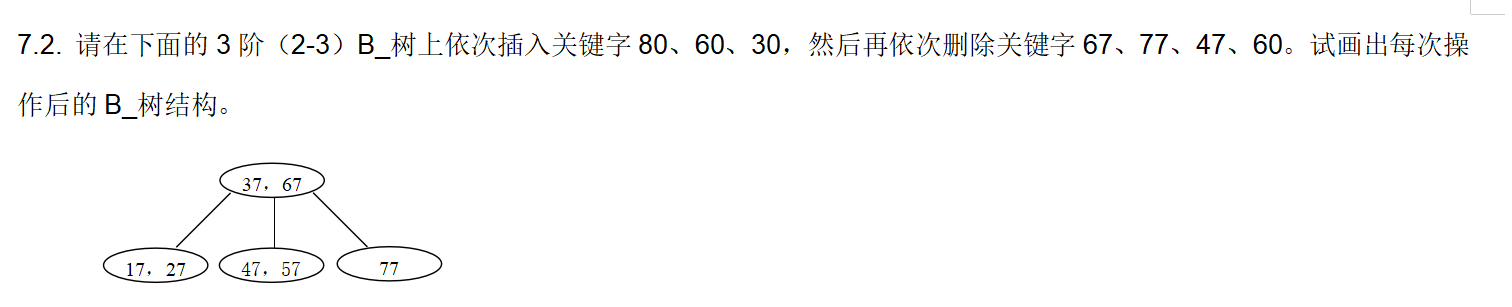 7.2. 请在下面的 3 阶（2-3）B_树上依次插入关键字 80、60、30，然后再依次删除关键字 67、77、47、60。试画出每次操
作后的 B_树结构。
37，67
17，27
47，57
77